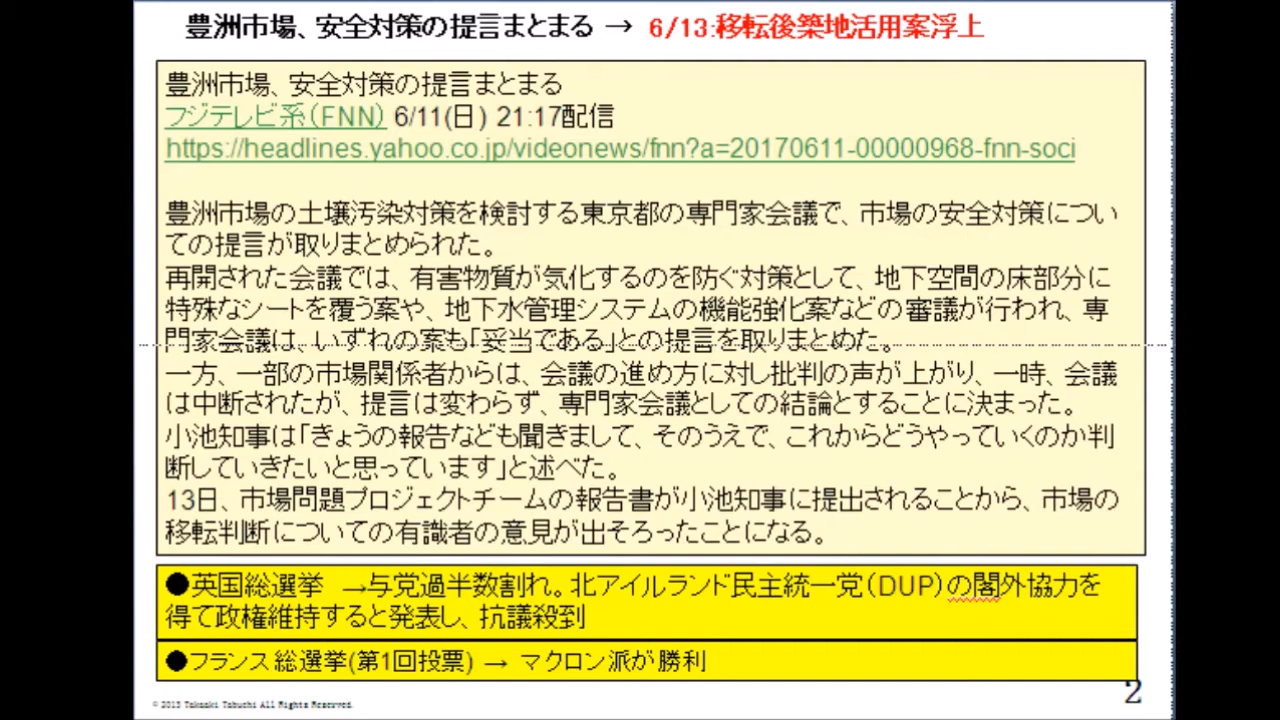 豊洲市場、安全対策の提言まとまる → 6/13:移転後築地活用案浮上
豊洲市場、安全対策の提言まとまる
フジテレビ系(FNN) 6/11(日) 21:17配信
https://headlines.yahoo.co.jp/videonews/fnn?a=20170611-00000968-fnn-soci
豊洲市場の土壌汚染対策を検討する東京都の専門家会議で、市場の安全対策につい
ての提言が取りまとめられた。
再開された会議では、有害物質が気化するのを防ぐ対策として、地下空間の床部分に
特殊なシートを覆う案や、地下水管理システムの機能強化案などの審議が行われ、専
門家会議は、いずれの案も「妥当である」との提言を取りまとめた。
一方、一部の市場関係者からは、会議の進め方に対し批判の声が上がり、一時、会議
は中断されたが、提言は変わらず、専門家会議としての結論とすることに決まった。
小池知事は「きょうの報告なども聞きまして、そのうえで、これからどうやっていくのか判
断していきたいと思っています」と述べた。
13日、市場問題プロジェクトチームの報告書が小池知事に提出されることから、市場の
移転判断についての有識者の意見が出そろったことになる。
●英国総選挙 →与党過半数割れ。北アイルランド民主統一党(DUP)の閣外協力を
得て政権維持すると発表し、抗議殺到
●フランス総選挙(第1回投票) → マクロン派が勝利
2
© 2013 Takaaki Tabuchi All Rights Reserved.